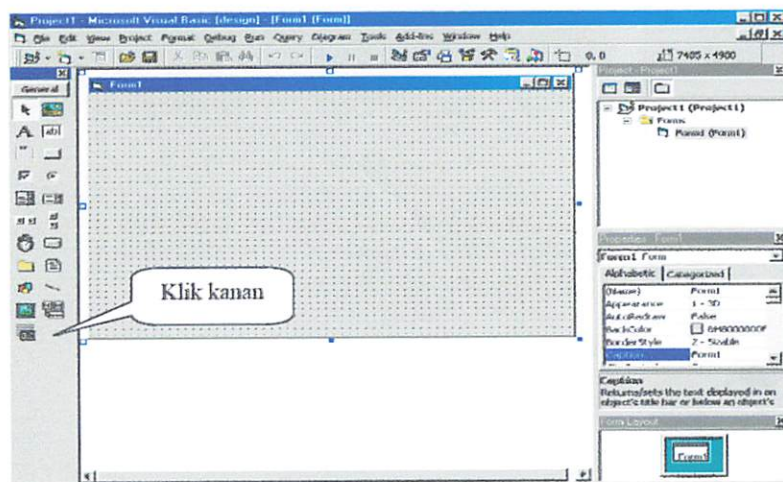 Project1 - Microsoft Visual Basic [design] - [Form1 (Form)]
File Edit View Project Format Debug Run Query Diagram Tools Add-Ins Window Help
0, 0
7485 x 4900
General
A
abl
Form1
Klik kanan
Project - Project1
Project1 (Project1)
Forms
Form1 (Form1)
Properties - Form1
Form1 Form
Alphabetic
Categorized
(Name) Form1
Appearance 1 - 3D
AutoRedraw False
BackColor &H8000000F
BorderStyle 2 - Sizable
Caption Form1
Caption
Returns/sets the text displayed in an
object's title bar or below an object's
Form Layout
Form1